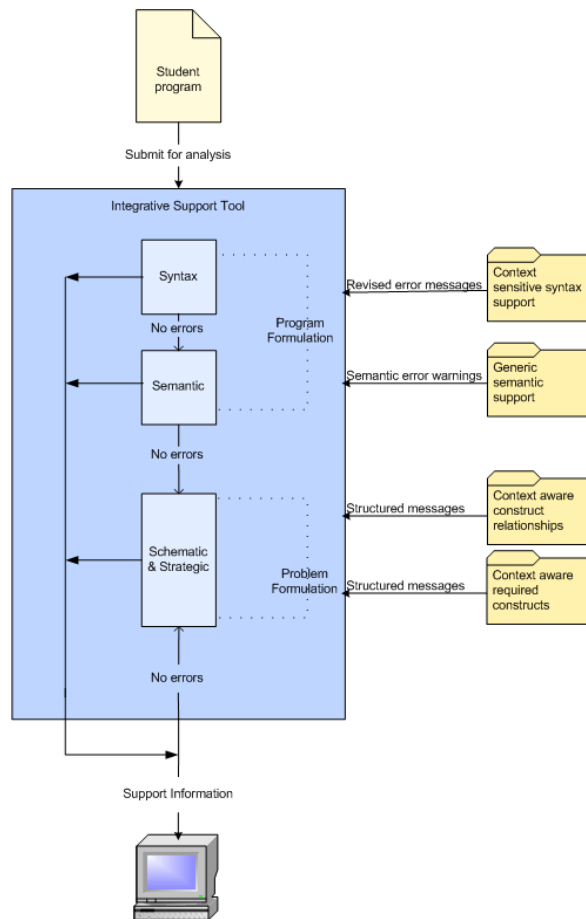 Student
program
Submit for analysis
Integrative Support Tool
Syntax
No errors
Program
Formulation
Semantic
No errors
Schematic
& Strategic
Problem
Formulation
No errors
Revised error messages
Context
sensitive syntax
support
Semantic error warnings
Generic
semantic
support
Structured messages
Context aware
construct
relationships
Structured messages
Context aware
required
constructs
Support Information